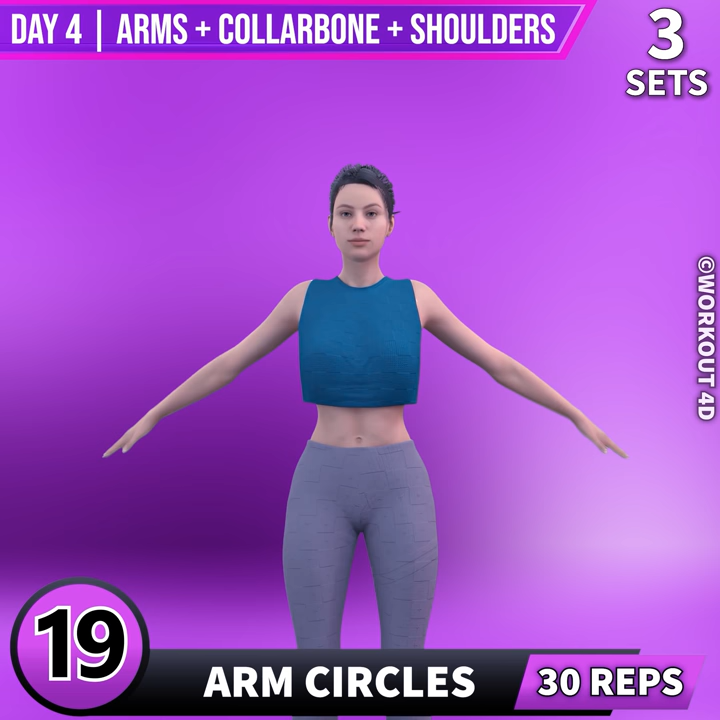 DAY 4 | ARMS + COLLARBONE + SHOULDERS
3
SETS
©WORKOUT 4D
19
ARM CIRCLES
30 REPS